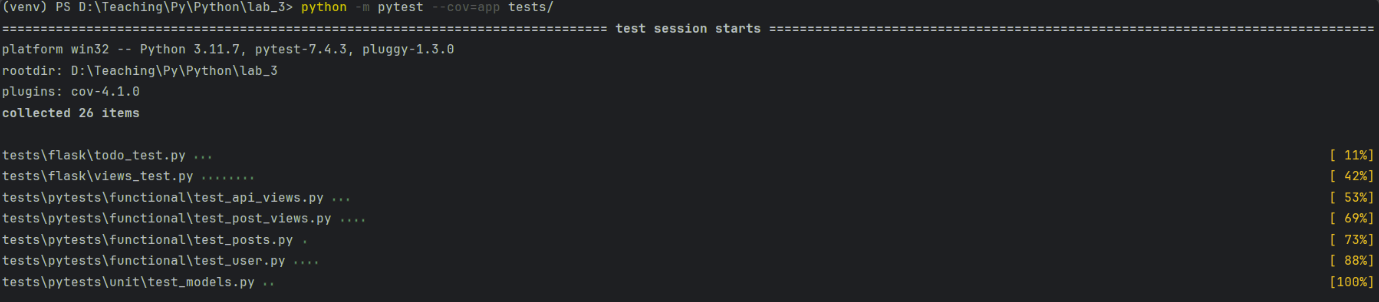 (venv) PS D:\Teaching\Py\Python\lab_3> python -m pytest --cov=app tests/
============================================================================== test session starts ==============================================================================
platform win32 -- Python 3.11.7, pytest-7.4.3, pluggy-1.3.0
rootdir: D:\Teaching\Py\Python\lab_3
plugins: cov-4.1.0
collected 26 items
tests\flask\todo_test.py ... [ 11%]
tests\flask\views_test.py ........ [ 42%]
tests\pytests\functional\test_api_views.py ... [ 53%]
tests\pytests\functional\test_post_views.py .... [ 69%]
tests\pytests\functional\test_posts.py . [ 73%]
tests\pytests\functional\test_user.py .... [ 88%]
tests\pytests\unit\test_models.py .. [100%]